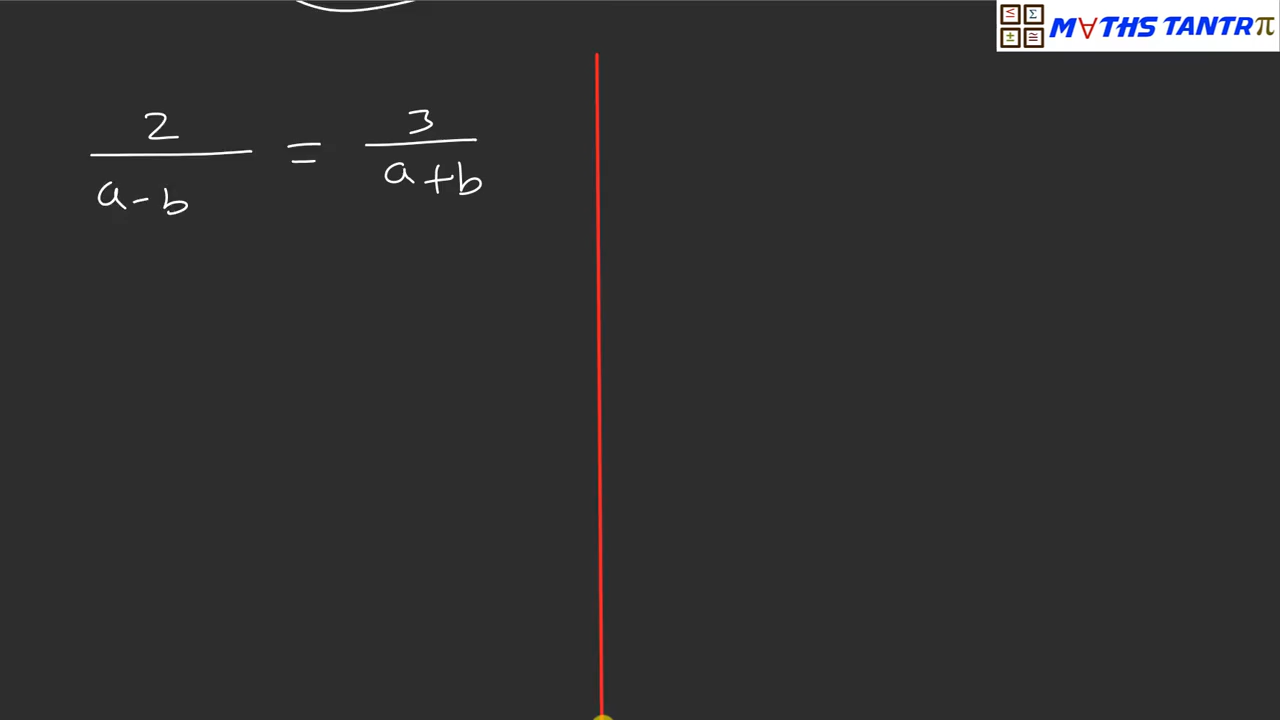 ≤ Σ ± ≅ M∀THS TANTRπ
2/(a-b) = 3/(a+b)